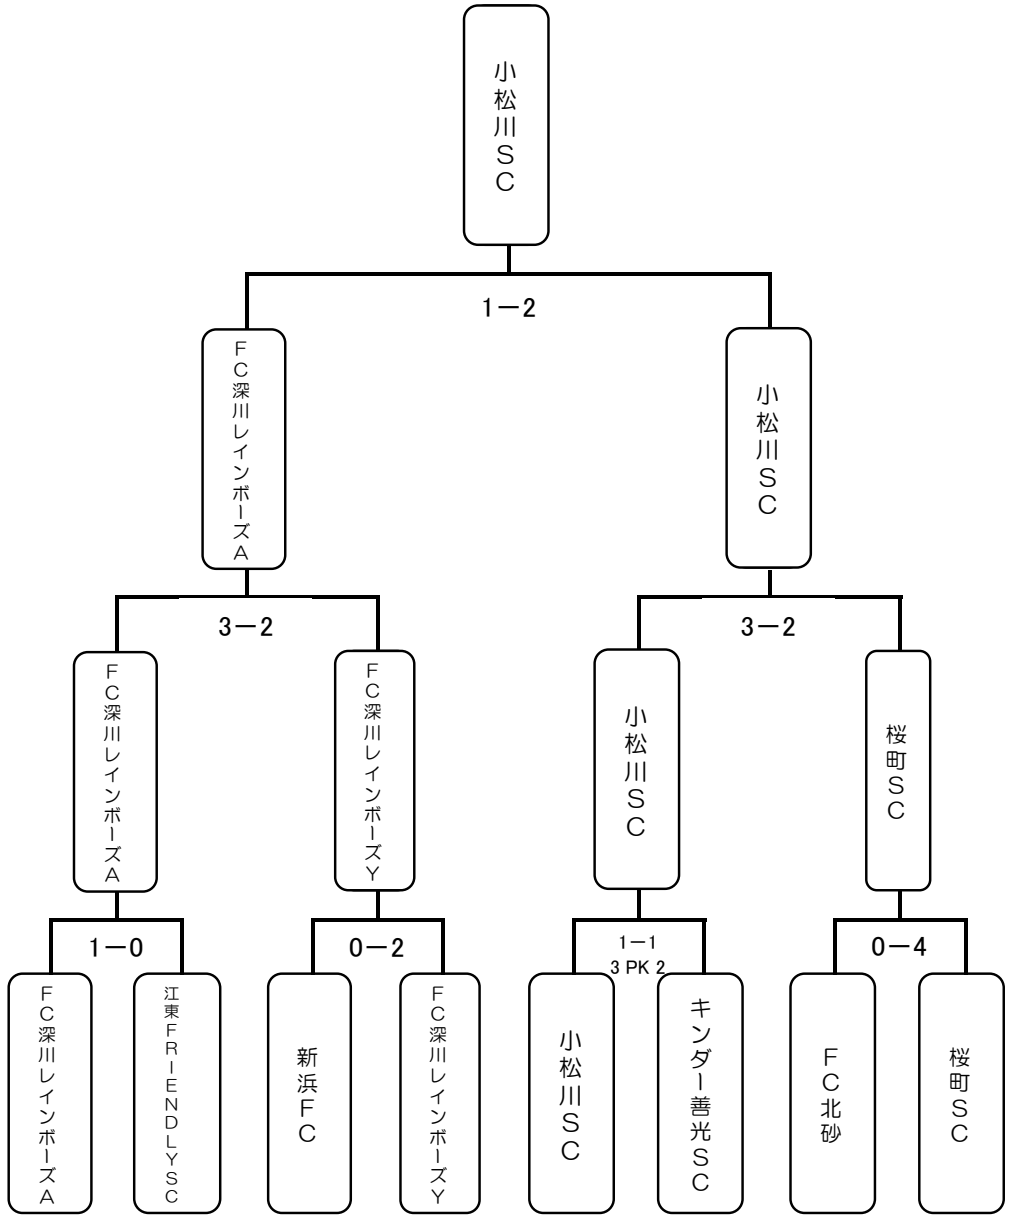 小松川SC
1－2
FC深川レインボーズA
小松川SC
3－2
3－2
FC深川レインボーズA
FC深川レインボーズY
小松川SC
桜町SC
1－0
0－2
1－1
3 PK 2
0－4
FC深川レインボーズA
江東FRIENDLYSC
新浜FC
FC深川レインボーズY
小松川SC
キンダー善光SC
FC北砂
桜町SC